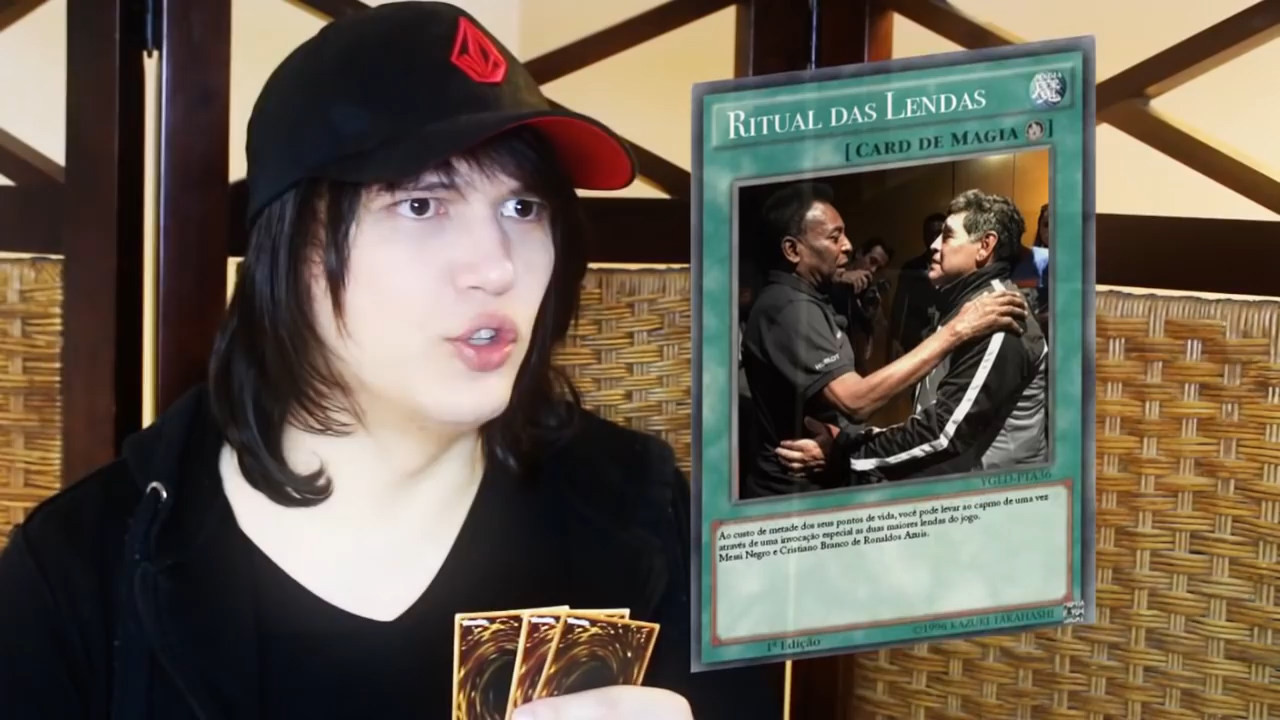 RITUAL DAS LENDAS
[CARD DE MAGIA]
YGLD-PTA36
Ao custo de metade dos seus pontos de vida, você pode levar ao capmo de uma vez
através de uma invocação especial as duas maiores lendas do jogo.
Messi Negro e Cristiano Branco de Ronaldos Azuis.
1ª Edição
©1996 KAZUKI TAKAHASHI